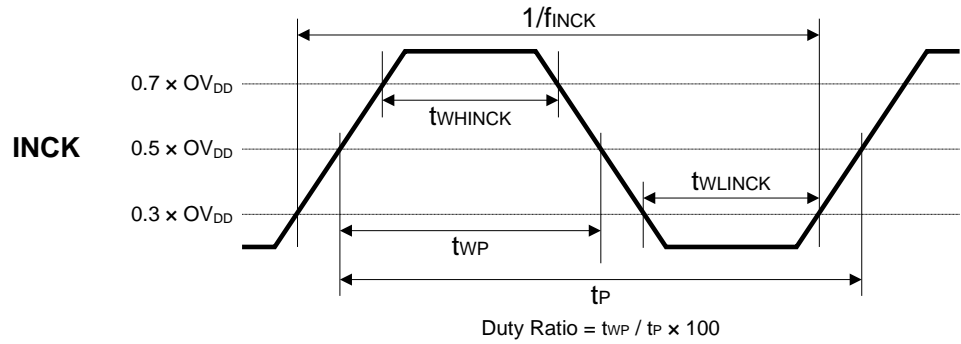 1/fINCK
0.7 × OVDD
tWHINCK
INCK
0.5 × OVDD
tWLINCK
0.3 × OVDD
tWP
tP
Duty Ratio = tWP / tP × 100